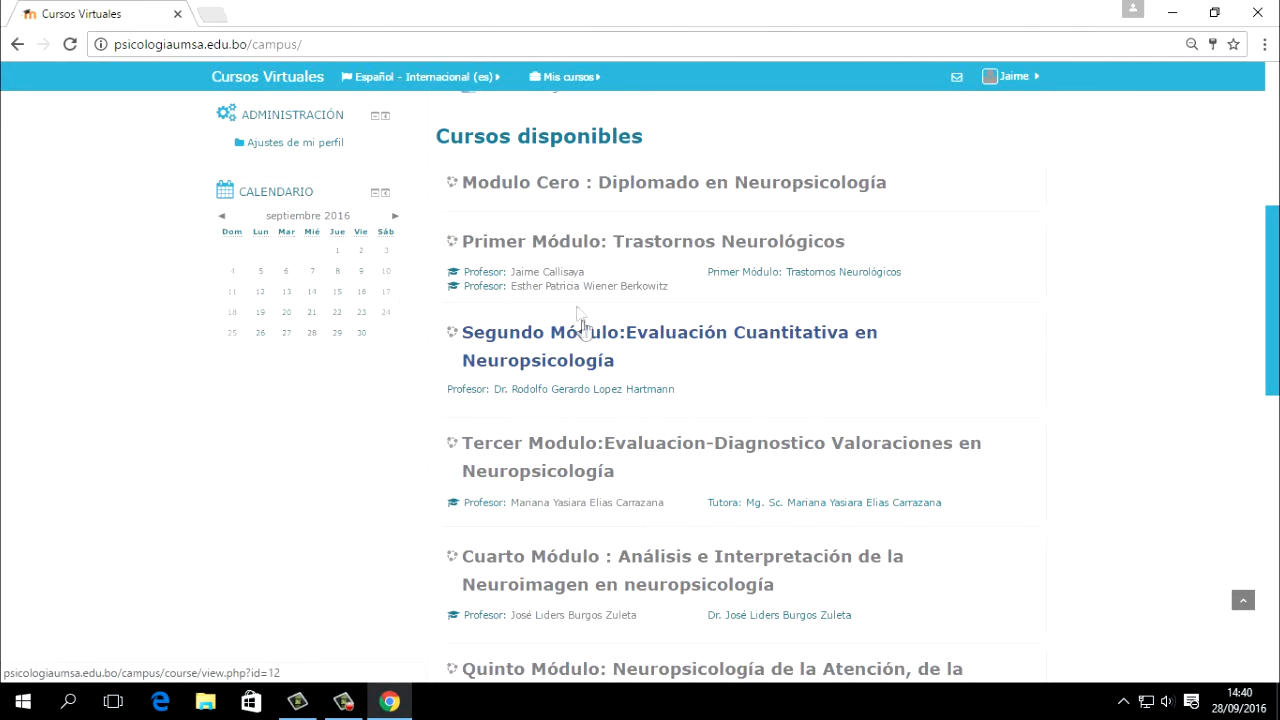 Cursos Virtuales
psicologiaumsa.edu.bo/campus/
Cursos Virtuales Español - Internacional (es) Mis cursos Jaime
ADMINISTRACIÓN
Ajustes de mi perfil
CALENDARIO
septiembre 2016
Dom Lun Mar Mié Jue Vie Sáb
1 2 3
4 5 6 7 8 9 10
11 12 13 14 15 16 17
18 19 20 21 22 23 24
25 26 27 28 29 30
Cursos disponibles
Modulo Cero : Diplomado en Neuropsicología
Primer Módulo: Trastornos Neurológicos
Profesor: Jaime Callisaya Primer Módulo: Trastornos Neurológicos
Profesor: Esther Patricia Wiener Berkowitz
Segundo Módulo:Evaluación Cuantitativa en
Neuropsicología
Profesor: Dr. Rodolfo Gerardo Lopez Hartmann
Tercer Modulo:Evaluacion-Diagnostico Valoraciones en
Neuropsicología
Profesor: Mariana Yasiara Elias Carrazana Tutora: Mg. Sc. Mariana Yasiara Elias Carrazana
Cuarto Módulo : Análisis e Interpretación de la
Neuroimagen en neuropsicología
Profesor: José Liders Burgos Zuleta Dr. José Liders Burgos Zuleta
Quinto Módulo: Neuropsicología de la Atención, de la
psicologiaumsa.edu.bo/campus/course/view.php?id=12
14:40
28/09/2016